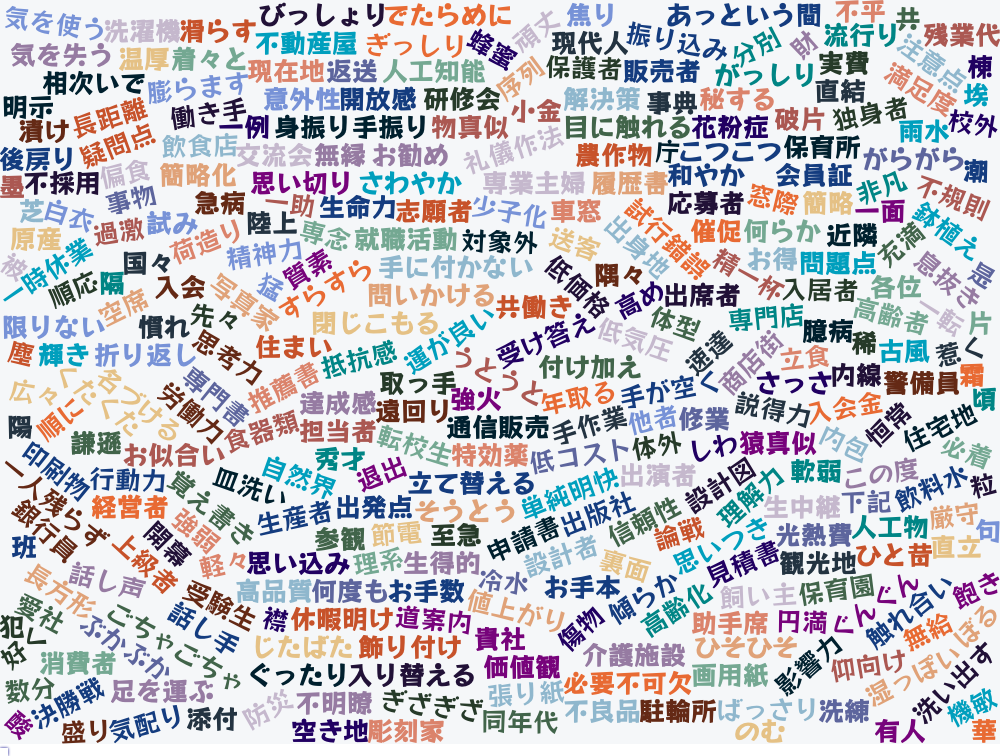 気を使う
洗濯機
滑らす
びっしょり
でたらめに
焦り
あっという間
不平
共
残業代
気を失う
温厚
着々と
不動産屋
ぎっしり
蜂蜜
頑丈
現代人
振り込み
分別
財
流行り
注意点
棟
相次いで
膨らます
現在地
返送
人工知能
序列
保護者
販売者
がっしり
実費
満足度
埃
明示
長距離
働き手
意外性
開放感
研修会
小金
解決策
事典
秘する
直結
独身者
校外
漬け
疑問点
一例
身振り手振り
物真似
目に触れる
花粉症
破片
雨水
後戻り
飲食店
交流会
無縁
お勧め
礼儀作法
農作物
庁
こつこつ
保育所
がらがら
潮
墨
不採用
偏食
簡略化
思い切り
さわやか
専業主婦
履歴書
和やか
会員証
非凡
不規則
芝
白衣
事物
急病
一助
生命力
志願者
少子化
車窓
応募者
窓際
簡略
一面
鉢植え
原産
過激
試み
荷造り
陸上
専念
就職活動
対象外
送客
出身地
試行錯誤
催促
何らか
近隣
充満
息抜き
是
一時休業
順応
隔
国々
精神力
猛
質素
すらすら
手に付かない
低価格
隅々
精一杯
お得
問題点
空席
入会
写真家
問いかける
共働き
高め
出席者
入居者
各位
高齢者
一転
片
限りない
慣れ
先々
閉じこもる
運が良い
受け答え
低気圧
体型
専門店
臆病
稀
塵
輝き
折り返し
思考力
住まい
抵抗感
うとうと
付け加え
速達
商店街
立食
古風
惹く
広々
くたくた
名づける
専門書
推薦書
取っ手
年取る
手が空く
さっさ
内線
警備員
霜
頃
陽
順に
労働力
食器類
達成感
遠回り
強火
説得力
入会金
恒常
住宅地
謙遜
お似合い
担当者
転校生
通信販売
特効薬
手作業
他者
修業
低コスト
体外
しわ
猿真似
内包
必着
印刷物
行動力
覚え書き
皿洗い
自然界
秀才
退出
立て替える
出演者
設計図
理解力
軟弱
この度
飲料水
粒
一人残らず
経営者
生産者
出発点
そうとう
単純明快
信頼性
生中継
下記
厳守
句
銀行員
強弱
開幕
参観
節電
至急
申請書
出版社
論戦
思いつき
光熱費
人工物
直立
班
上級者
軽々
思い込み
理系
生得的
設計者
裏面
見積書
観光地
ひと昔
長方形
話し声
受験生
高品質
何度も
お手数
冷水
お手本
傾らか
飼い主
保育園
飽き
愛社
ごちゃごちゃ
話し手
襟
休暇明け
道案内
値上がり
傷物
高齢化
助手席
円満
ぐんぐん
触れ合い
無給
犯
ぶかぶか
じたばた
飾り付け
貴社
ひそひそ
湿っぽい
ぼる
好く
消費者
ぐったり
入り替える
価値観
介護施設
画用紙
影響力
仰向け
洗い出す
数分
決勝戦
足を運ぶ
防災
不明瞭
ぎざぎざ
張り紙
必要不可欠
機敏
酸
盛り
気配り
添付
空き地
彫刻家
同年代
不良品
駐輪所
ばっさり
洗練
のむ
有人
華